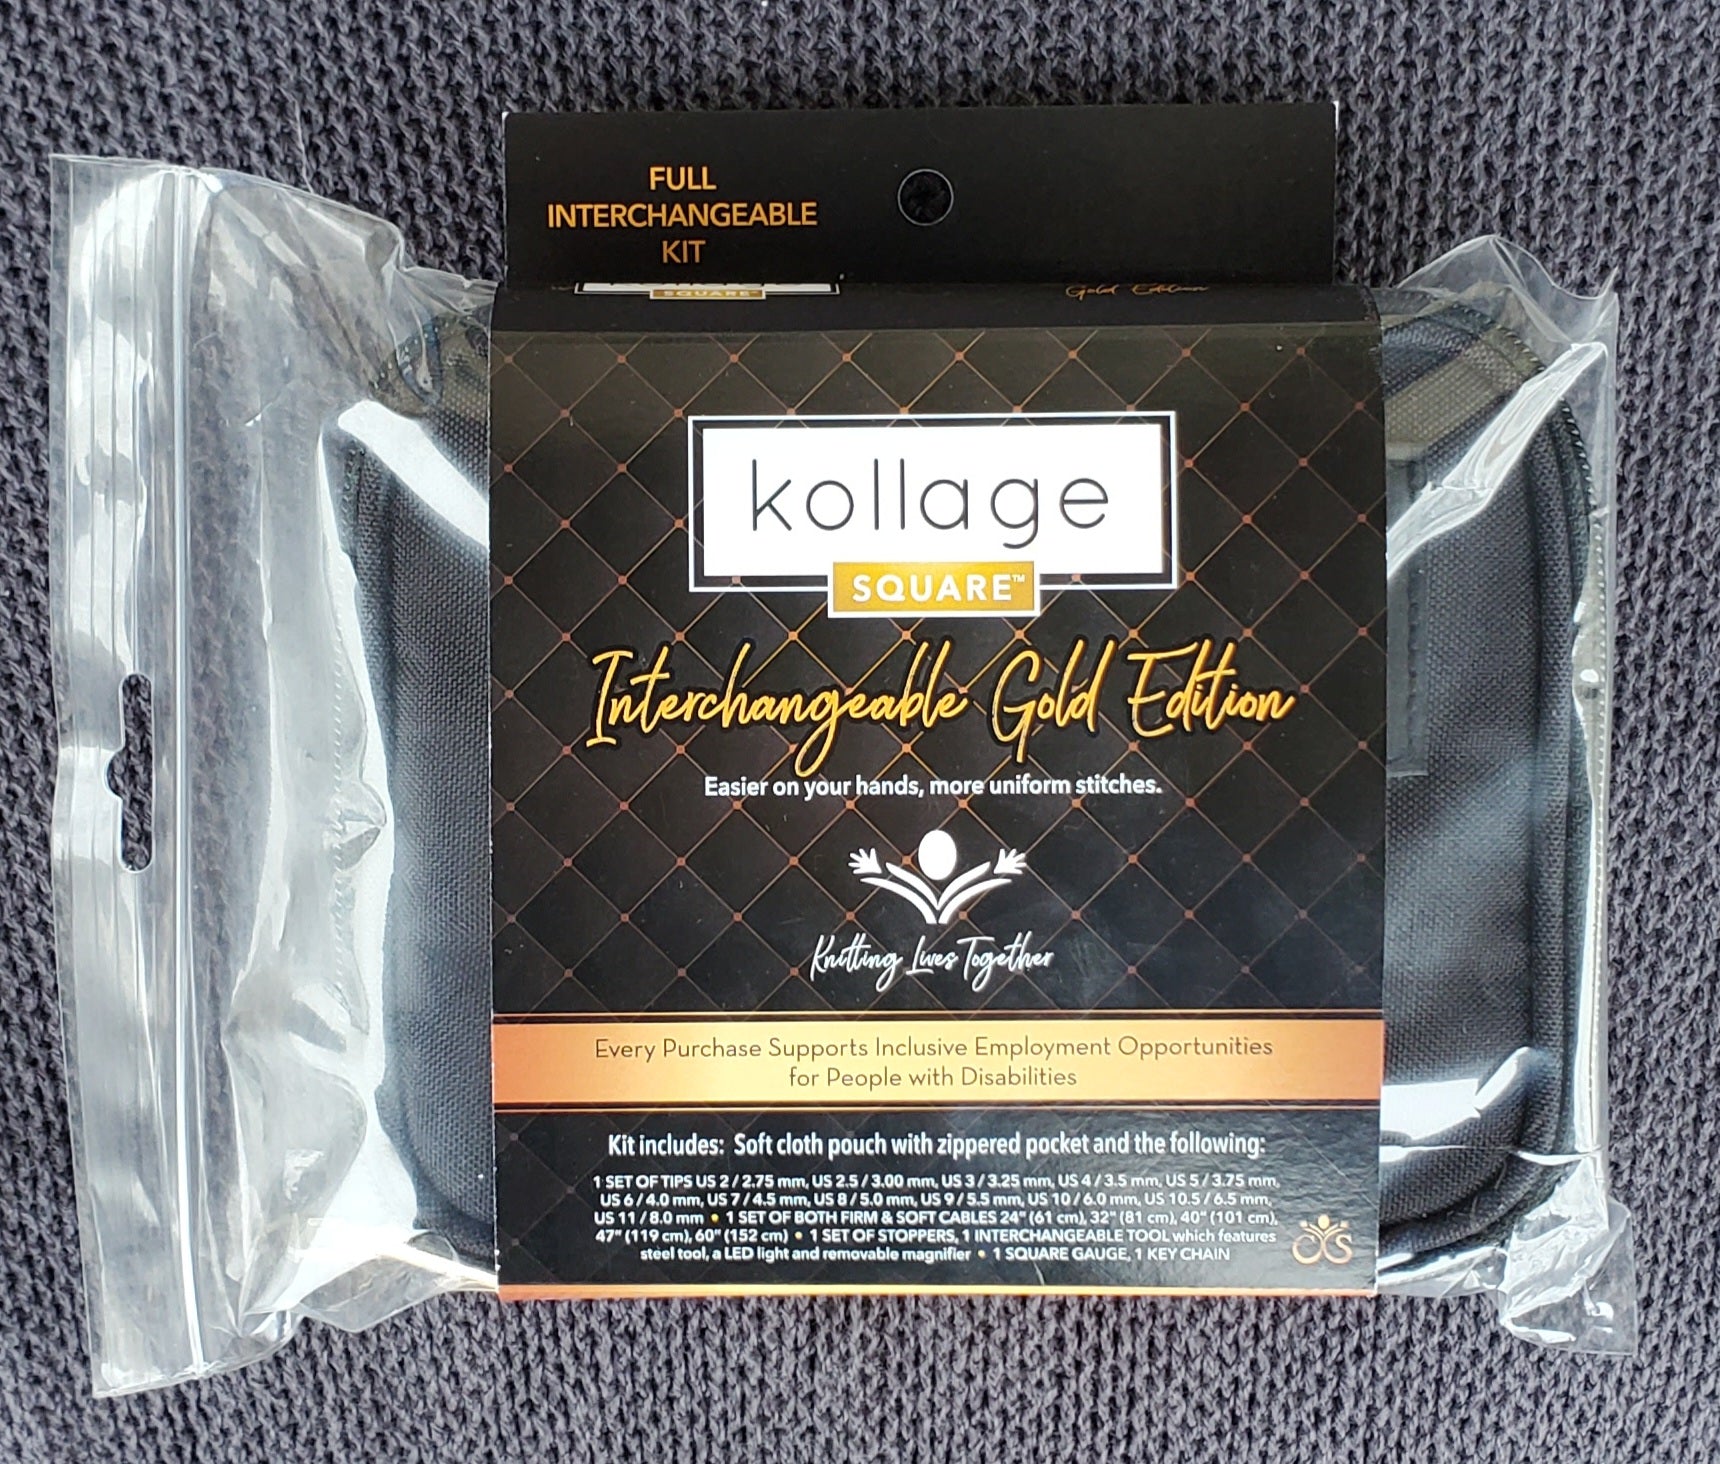 FULL
INTERCHANGEABLE
KIT
SQUARE™
Gold Edition
kollage
SQUARE™
Interchangeable Gold Edition
Easier on your hands, more uniform stitches.
Knitting Lives Together
Every Purchase Supports Inclusive Employment Opportunities
for People with Disabilities
Kit includes: Soft cloth pouch with zippered pocket and the following:
1 SET OF TIPS US 2 / 2.75 mm, US 2.5 / 3.00 mm, US 3 / 3.25 mm, US 4 / 3.5 mm, US 5 / 3.75 mm,
US 6 / 4.0 mm, US 7 / 4.5 mm, US 8 / 5.0 mm, US 9 / 5.5 mm, US 10 / 6.0 mm, US 10.5 / 6.5 mm,
US 11 / 8.0 mm • 1 SET OF BOTH FIRM & SOFT CABLES 24" (61 cm), 32" (81 cm), 40" (101 cm),
47" (119 cm), 60" (152 cm) • 1 SET OF STOPPERS, 1 INTERCHANGEABLE TOOL which features
steel tool, a LED light and removable magnifier • 1 SQUARE GAUGE, 1 KEY CHAIN